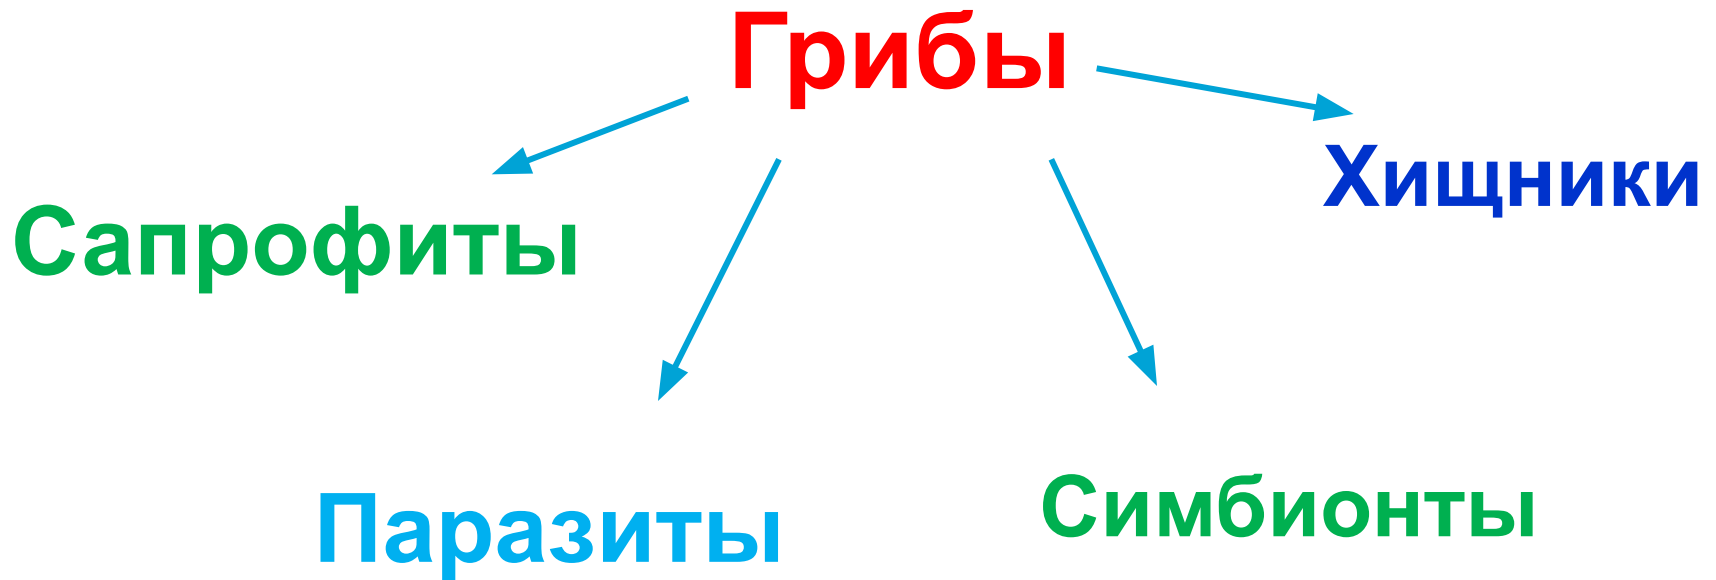 Грибы
Хищники
Сапрофиты
Паразиты
Симбионты